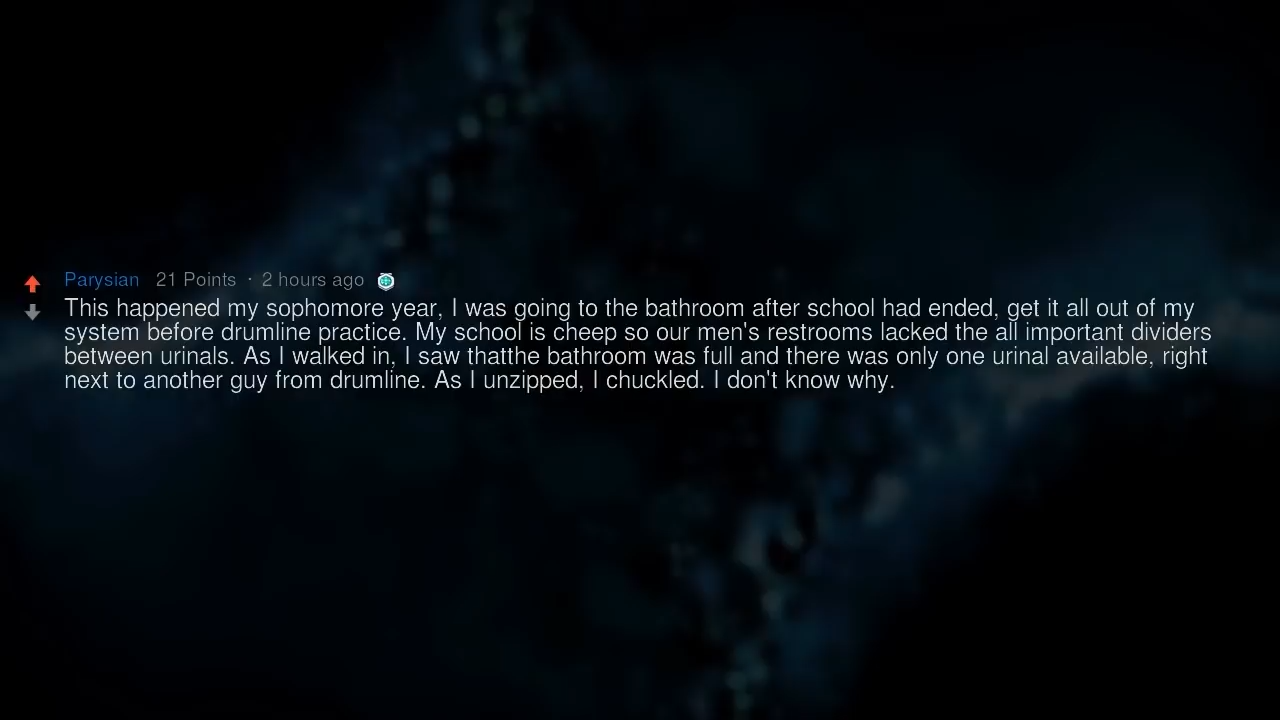 Parysian 21 Points · 2 hours ago
This happened my sophomore year, I was going to the bathroom after school had ended, get it all out of my
system before drumline practice. My school is cheep so our men's restrooms lacked the all important dividers
between urinals. As I walked in, I saw thatthe bathroom was full and there was only one urinal available, right
next to another guy from drumline. As I unzipped, I chuckled. I don't know why.